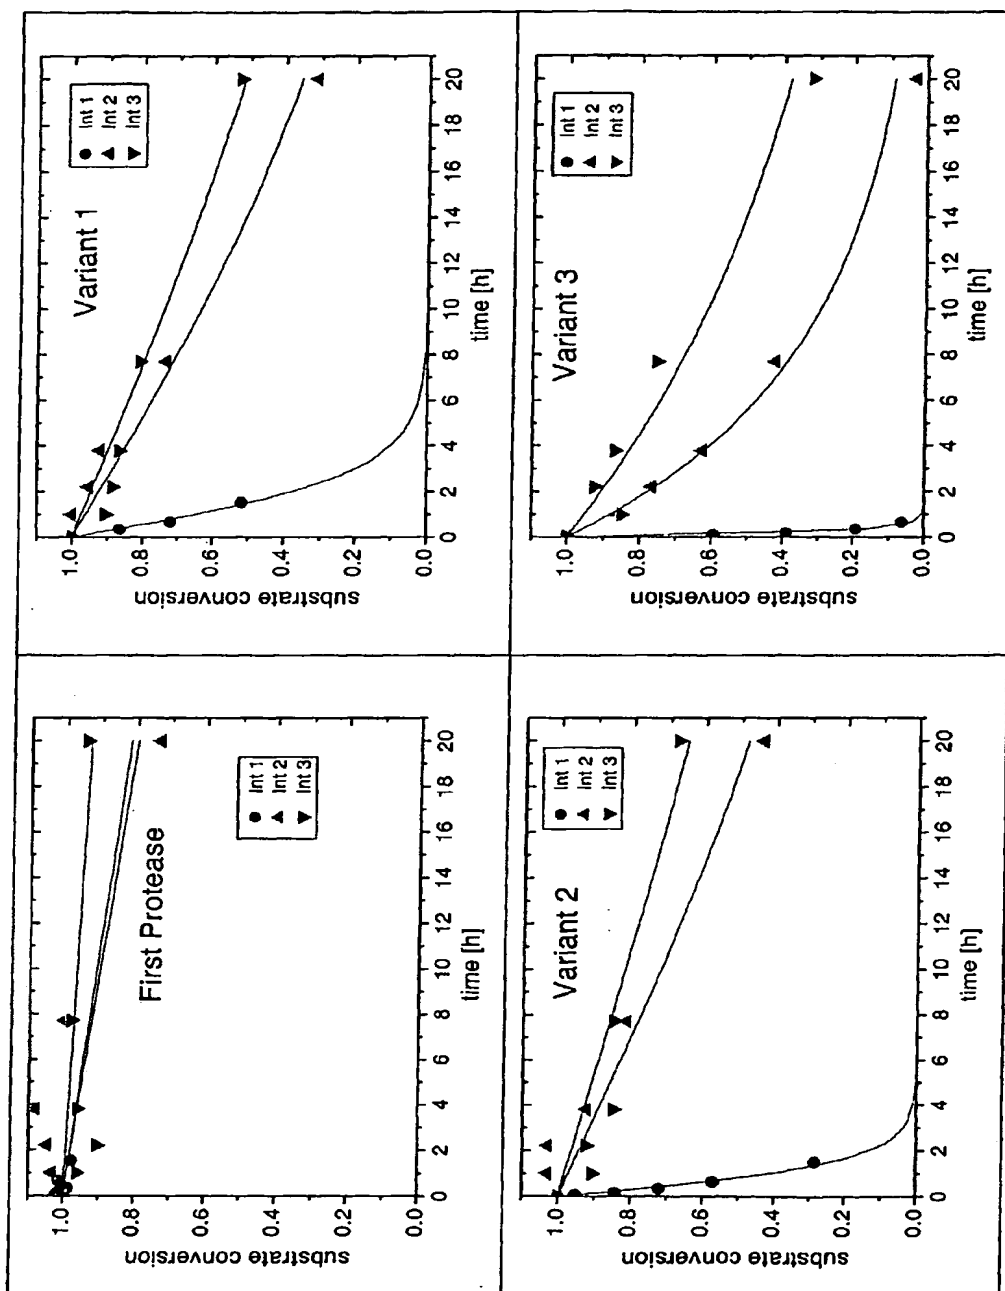 First Protease
Int 1
Int 2
Int 3
substrate conversion
1.0
0.8
0.6
0.4
0.2
0.0
0
2
4
6
8
10
12
14
16
18
20
time [h]
Variant 1
Int 1
Int 2
Int 3
substrate conversion
1.0
0.8
0.6
0.4
0.2
0.0
0
2
4
6
8
10
12
14
16
18
20
time [h]
Variant 2
Int 1
Int 2
Int 3
substrate conversion
1.0
0.8
0.6
0.4
0.2
0.0
0
2
4
6
8
10
12
14
16
18
20
time [h]
Variant 3
Int 1
Int 2
Int 3
substrate conversion
1.0
0.8
0.6
0.4
0.2
0.0
0
2
4
6
8
10
12
14
16
18
20
time [h]